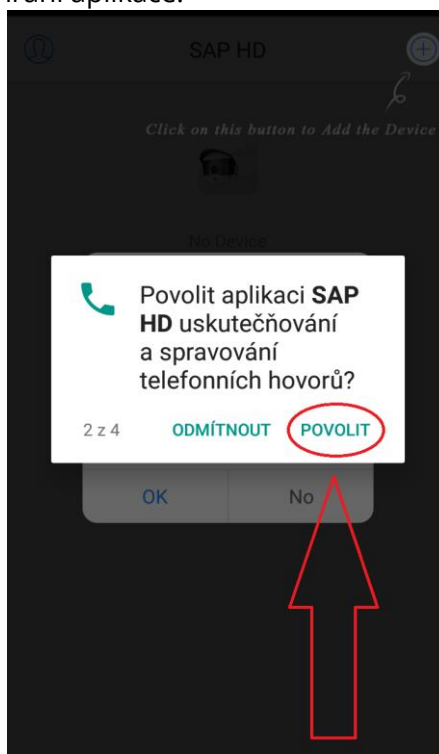 aplikace.
SAP HD
Click on this button to Add the Device
No Device
Povolit aplikaci SAP
HD uskutečňování
a spravování
telefonních hovorů?
2 z 4 ODMÍTNOUT POVOLIT
OK No